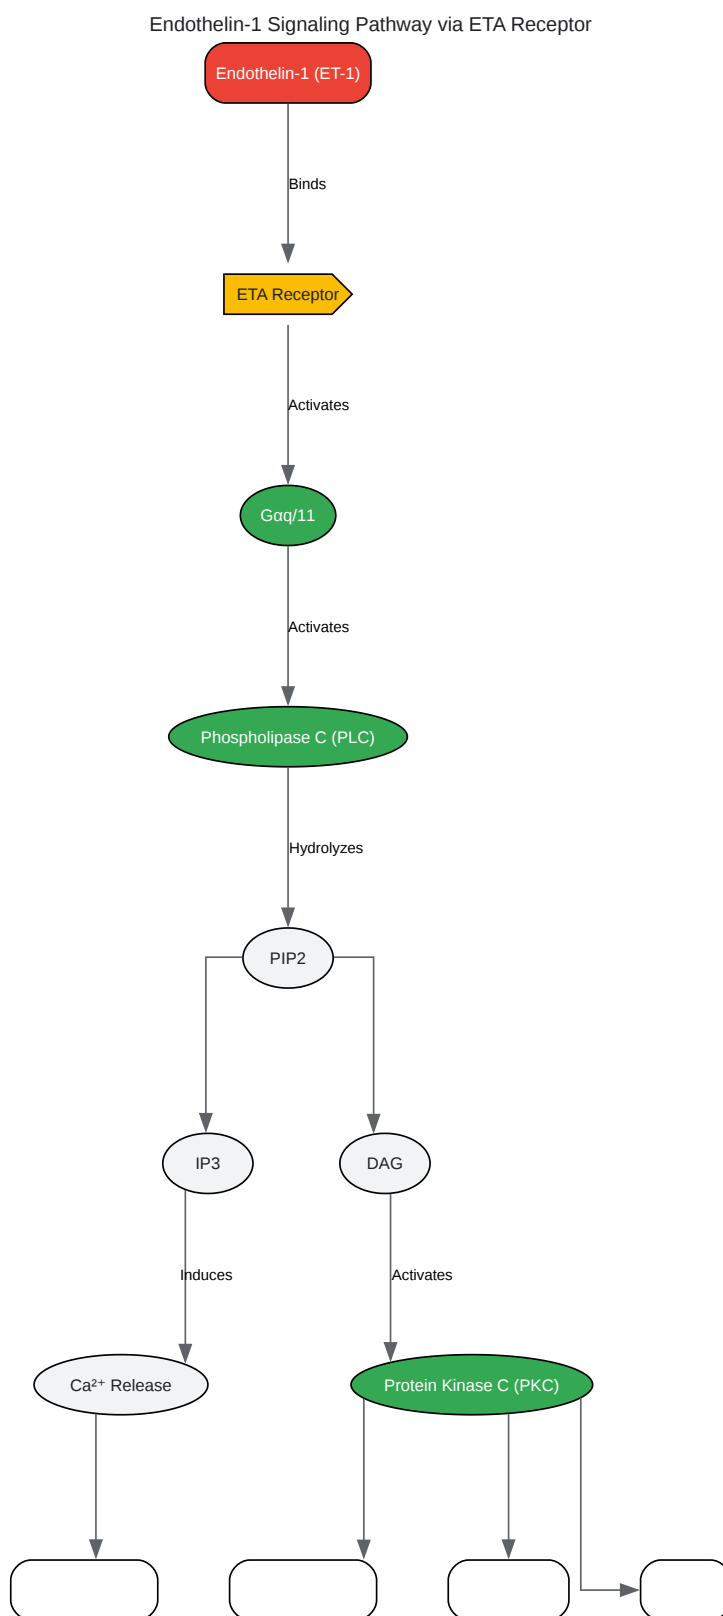 Endothelin-1 Signaling Pathway via ETA Receptor
Endothelin-1 (ET-1)
Binds
ETA Receptor
Activates
Gαq/11
Activates
Phospholipase C (PLC)
Hydrolyzes
PIP2
IP3
DAG
Induces
Activates
Ca²⁺ Release
Protein Kinase C (PKC)